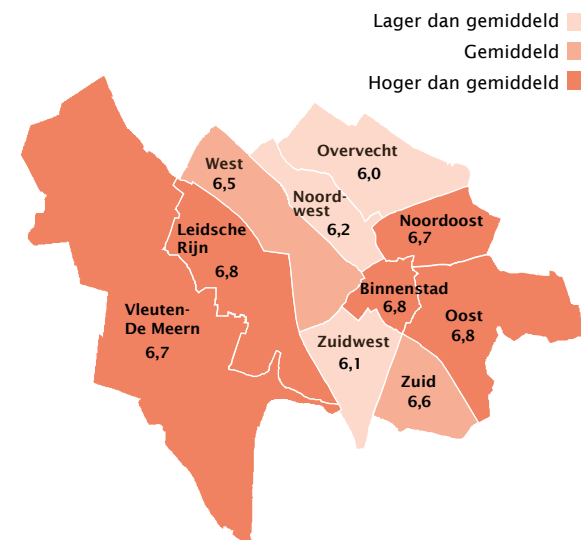 Lager dan gemiddeld
Gemiddeld
Hoger dan gemiddeld
Overvecht
6,0
West
6,5
Noord-
west
6,2
Noordoost
6,7
Leidsche
Rijn
6,8
Binnenstad
6,8
Vleuten-
De Meern
6,7
Oost
6,8
Zuidwest
6,1
Zuid
6,6